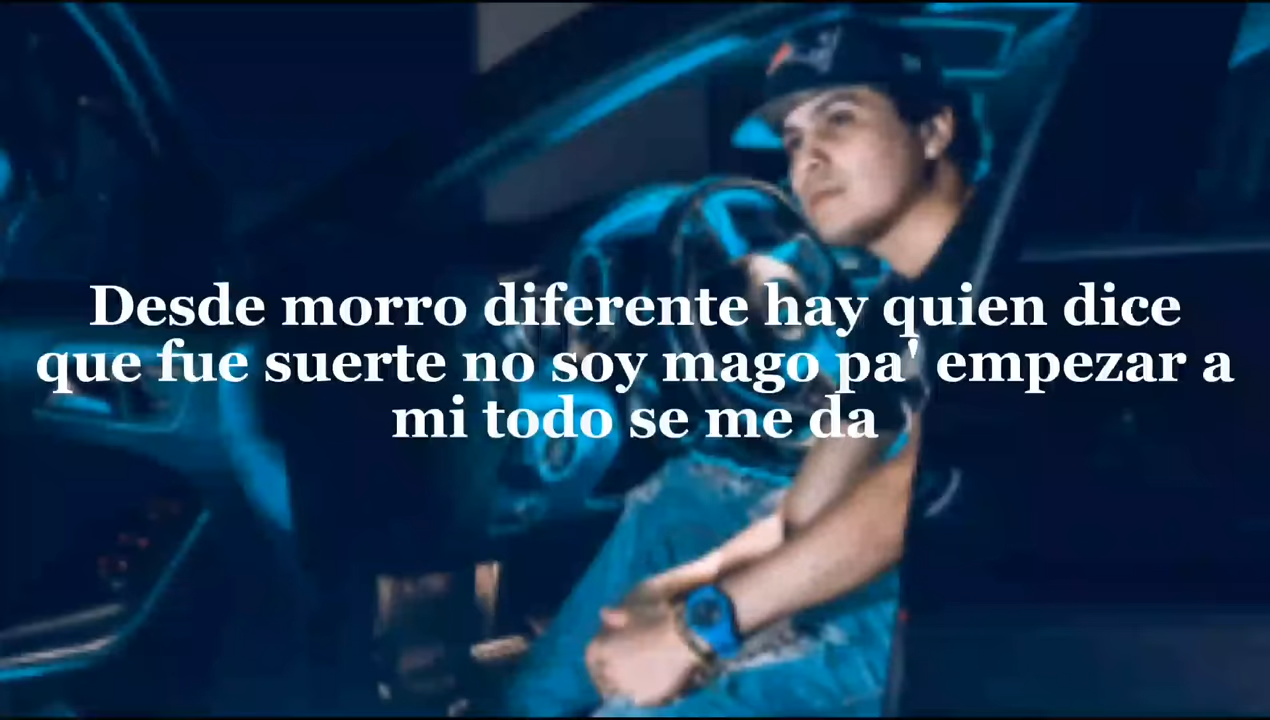 Desde morro diferente hay quien dice
que fue suerte no soy mago pa' empezar a
mi todo se me da